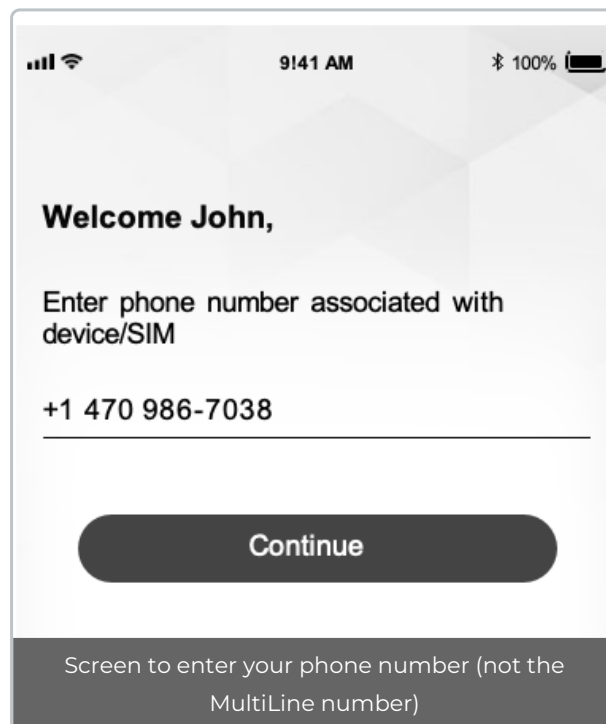 9:41 AM
100%
Welcome John,
Enter phone number associated with
device/SIM
+1 470 986-7038
Continue
Screen to enter your phone number (not the
MultiLine number)